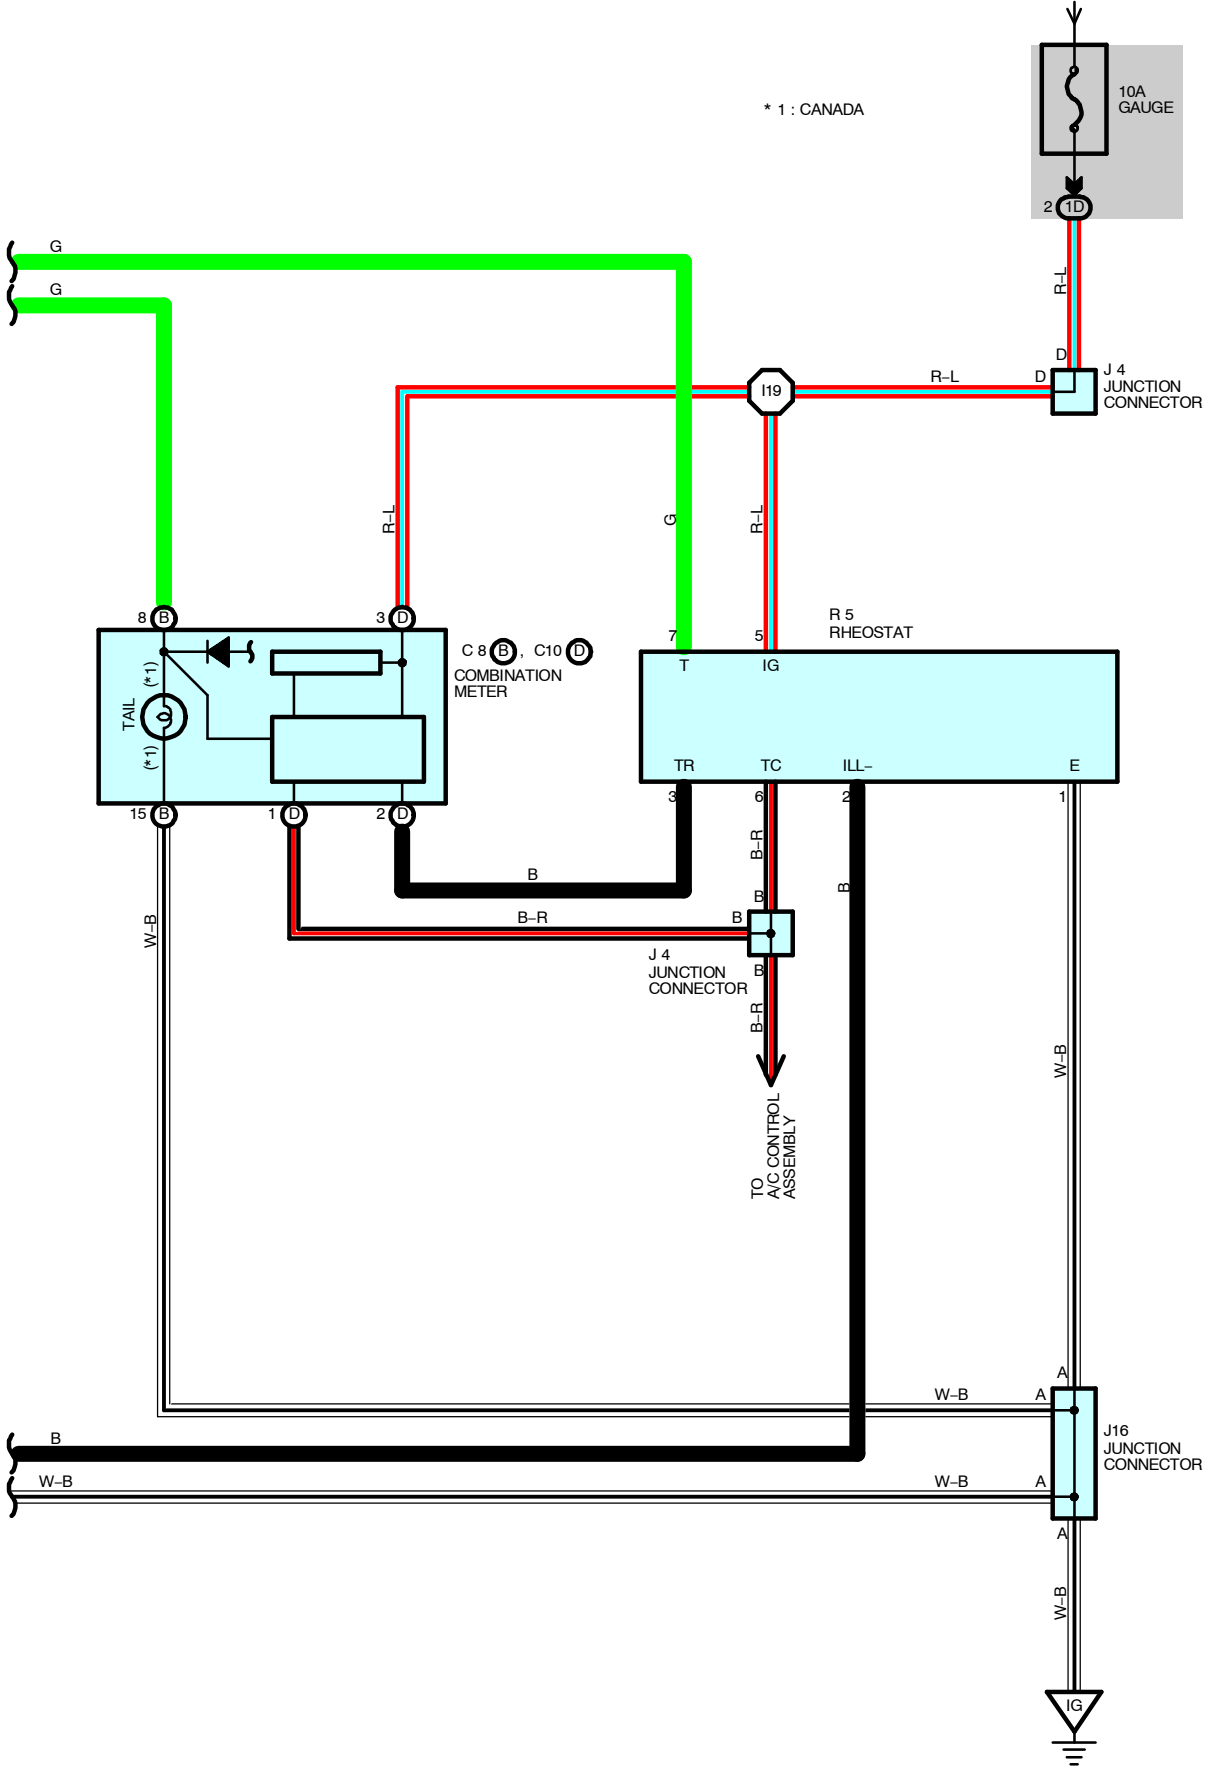 * 1 : CANADA
10A
GAUGE
2 1D
G
G
R–L
D
D
J 4
JUNCTION
CONNECTOR
I19
R–L
R–L
G
R–L
8 B
3 D
C 8 B , C10 D
COMBINATION
METER
R 5
RHEOSTAT
7
5
T
IG
(* 1)
TAIL
(* 1)
TR
TC
ILL–
E
15 B
1 D
2 D
3
6
2
1
B–R
B
B
B
B–R
B
W–B
J 4
JUNCTION
CONNECTOR
B
B–R
W–B
TO
A/C CONTROL
ASSEMBLY
A
W–B
A
B
J16
JUNCTION
CONNECTOR
W–B
W–B
A
A
W–B
IG